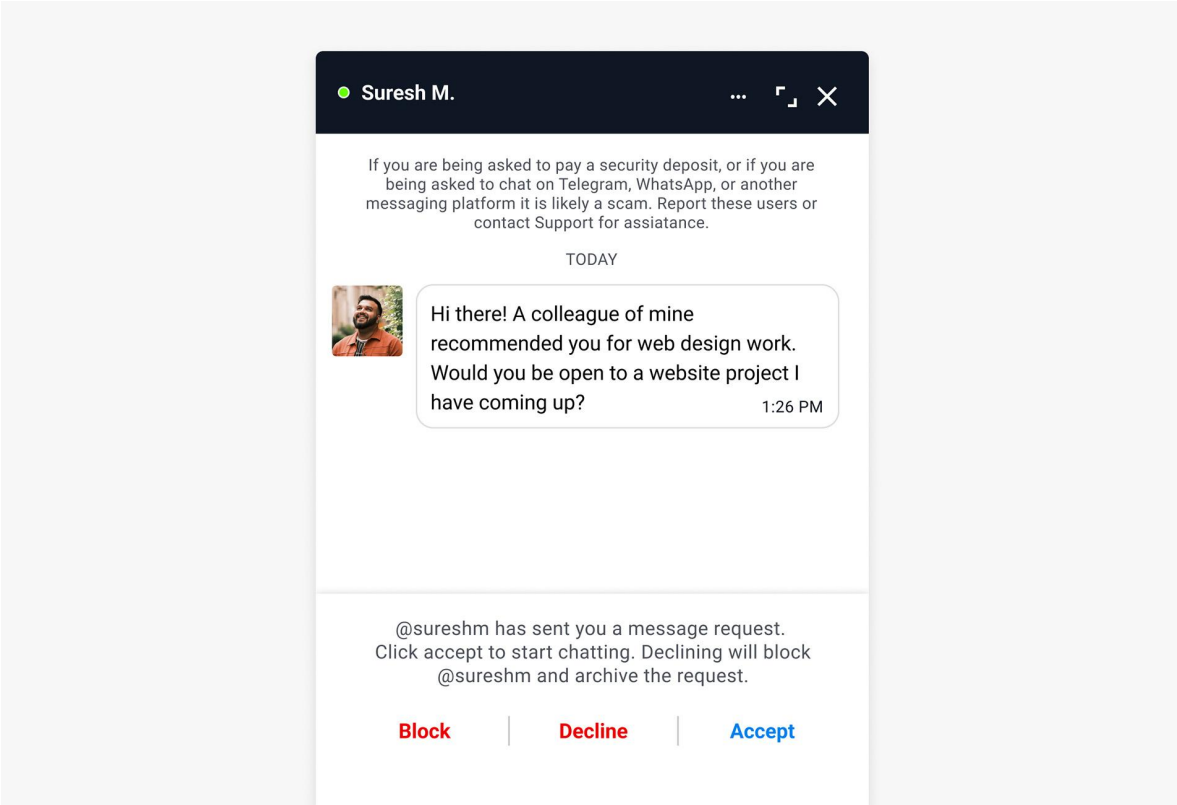 Suresh M.
If you are being asked to pay a security deposit, or if you are
being asked to chat on Telegram, WhatsApp, or another
messaging platform it is likely a scam. Report these users or
contact Support for assiatance.
TODAY
Hi there! A colleague of mine
recommended you for web design work.
Would you be open to a website project I
have coming up?
1:26 PM
@sureshm has sent you a message request.
Click accept to start chatting. Declining will block
@sureshm and archive the request.
Block
Decline
Accept